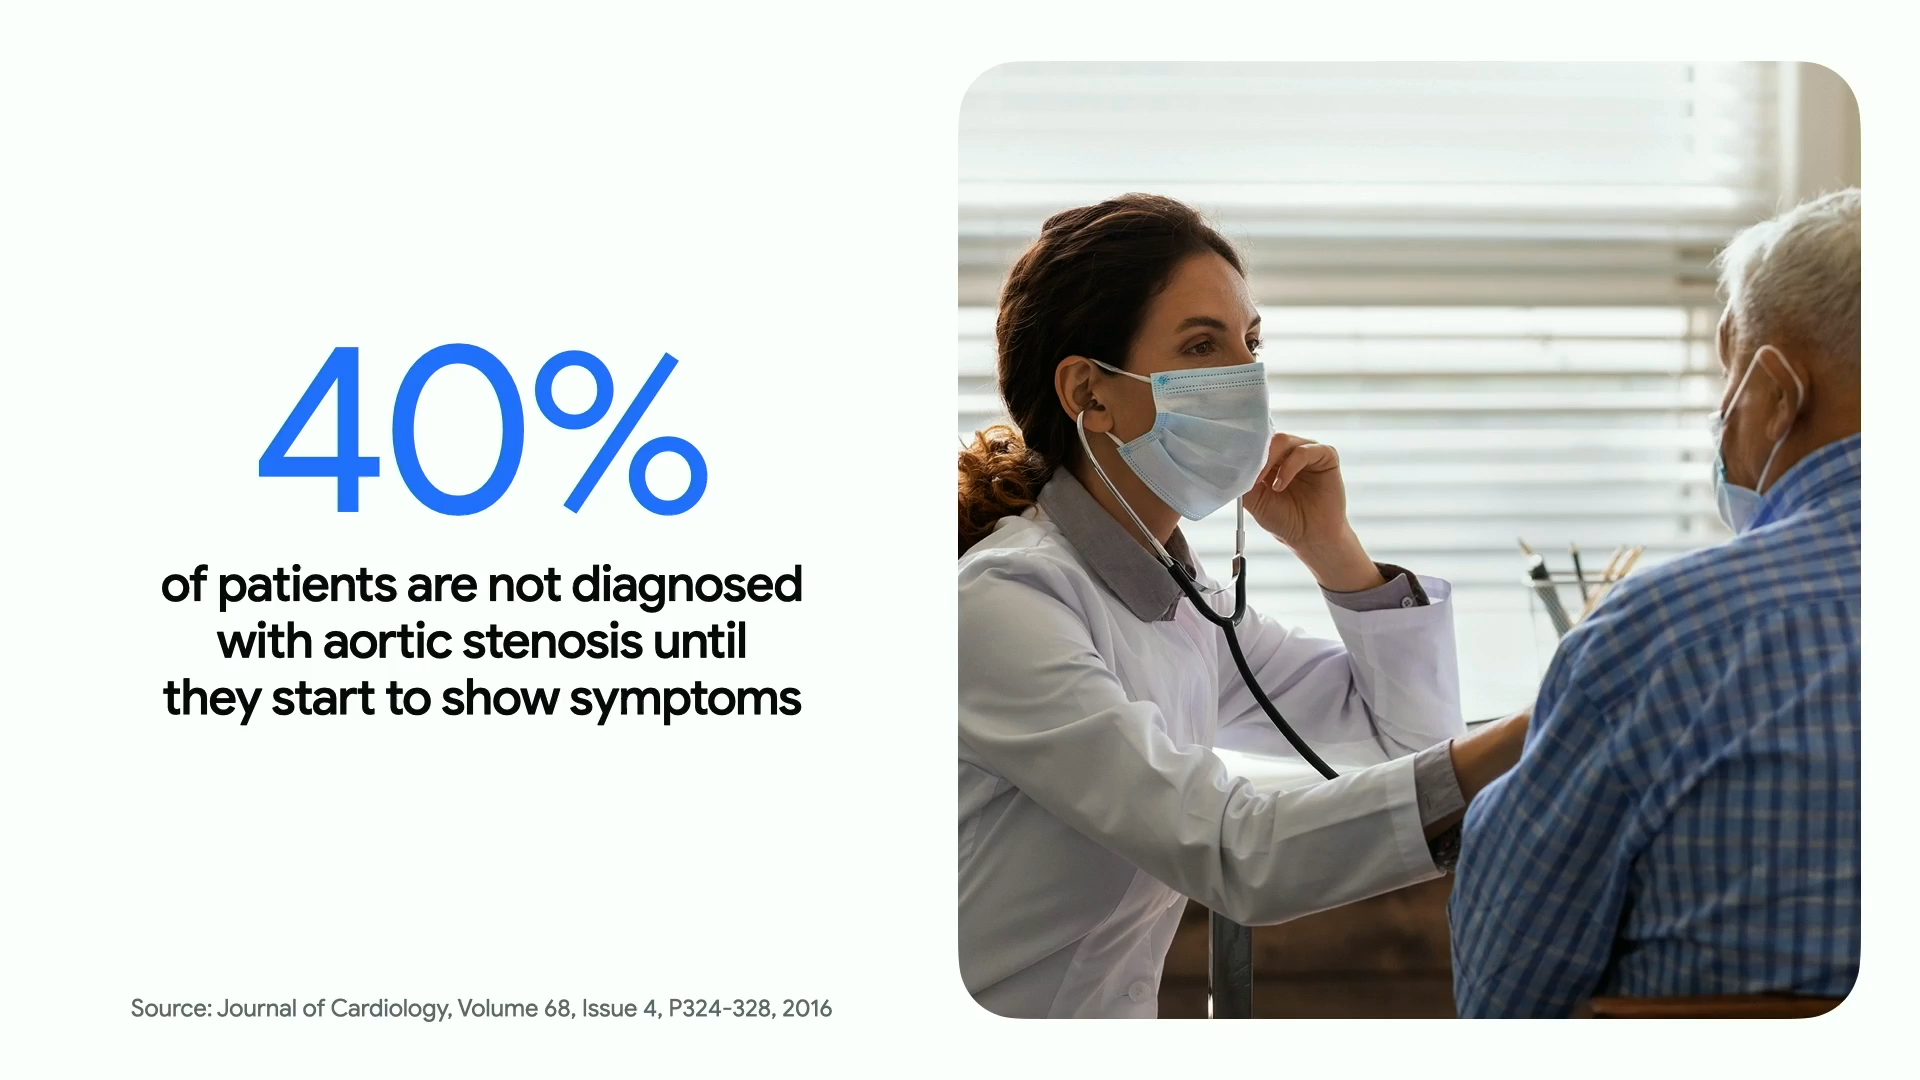 40%
of patients are not diagnosed
with aortic stenosis until
they start to show symptoms
Source: Journal of Cardiology, Volume 68, Issue 4, P324-328, 2016